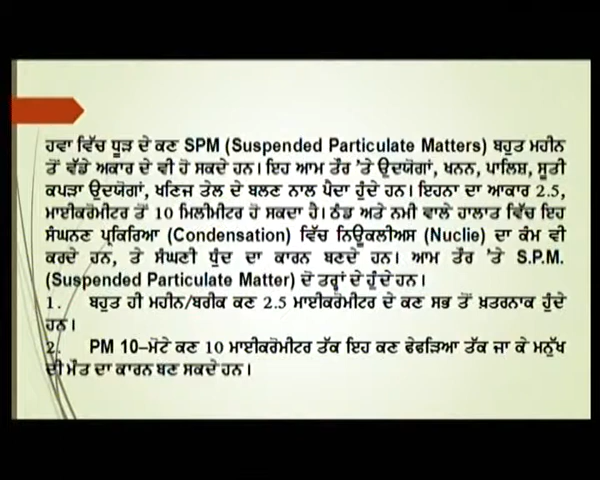 ਹਵਾ ਵਿੱਚ ਧੂੜ ਦੇ ਕਣ SPM (Suspended Particulate Matters) ਬਹੁਤ ਮਹੀਨ
ਤੋਂ ਵੱਡੇ ਅਕਾਰ ਦੇ ਵੀ ਹੋ ਸਕਦੇ ਹਨ। ਇਹ ਆਮ ਤੌਰ 'ਤੇ ਉਦਯੋਗਾਂ, ਖਨਨ, ਪਾਲਿਸ਼, ਸੂਤੀ
ਕਪੜਾ ਉਦਯੋਗਾਂ, ਖਣਿਜ ਤੇਲ ਦੇ ਬਲਣ ਨਾਲ ਪੈਦਾ ਹੁੰਦੇ ਹਨ। ਇਹਨਾ ਦਾ ਆਕਾਰ 2.5,
ਮਾਈਕਰੋਮੀਟਰ ਤੋਂ 10 ਮਿਲੀਮੀਟਰ ਹੋ ਸਕਦਾ ਹੈ। ਠੰਡ ਅਤੇ ਨਮੀ ਵਾਲੇ ਹਾਲਾਤ ਵਿੱਚ ਇਹ
ਸੰਘਨਣ ਪ੍ਰਕਿਰਿਆ (Condensation) ਵਿੱਚ ਨਿਊਕਲੀਅਸ (Nuclie) ਦਾ ਕੰਮ ਵੀ
ਕਰਦੇ ਹਨ, ਤੇ ਸੰਘਣੀ ਧੁੰਦ ਦਾ ਕਾਰਨ ਬਣਦੇ ਹਨ। ਆਮ ਤੌਰ 'ਤੇ S.P.M.
(Suspended Particulate Matter) ਦੋ ਤਰ੍ਹਾਂ ਦੇ ਹੁੰਦੇ ਹਨ।
1. ਬਹੁਤ ਹੀ ਮਹੀਨ/ਬਰੀਕ ਕਣ 2.5 ਮਾਈਕਰੋਮੀਟਰ ਦੇ ਕਣ ਸਭ ਤੋਂ ਖ਼ਤਰਨਾਕ ਹੁੰਦੇ
ਹਨ।
2. PM 10–ਮੋਟੇ ਕਣ 10 ਮਾਈਕਰੋਮੀਟਰ ਤੱਕ ਇਹ ਕਣ ਫੇਫੜਿਆ ਤੱਕ ਜਾ ਕੇ ਮਨੁੱਖ
ਦੀ ਮੌਤ ਦਾ ਕਾਰਨ ਬਣ ਸਕਦੇ ਹਨ।